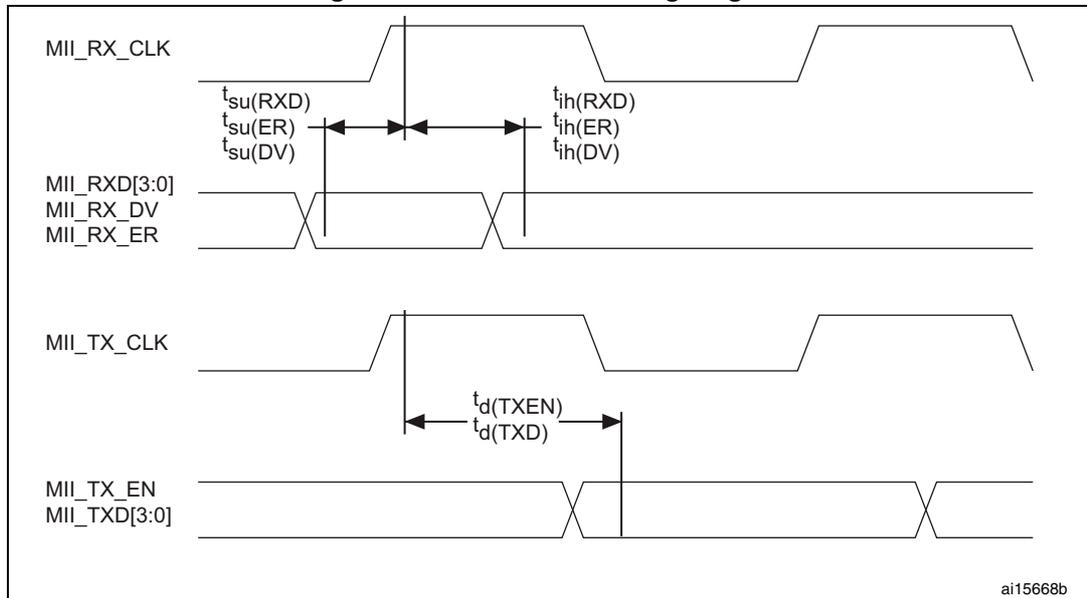 MII_RX_CLK
tsu(RXD)
tsu(ER)
tsu(DV)
tih(RXD)
tih(ER)
tih(DV)
MII_RXD[3:0]
MII_RX_DV
MII_RX_ER
MII_TX_CLK
td(TXEN)
td(TXD)
MII_TX_EN
MII_TXD[3:0]
ai15668b